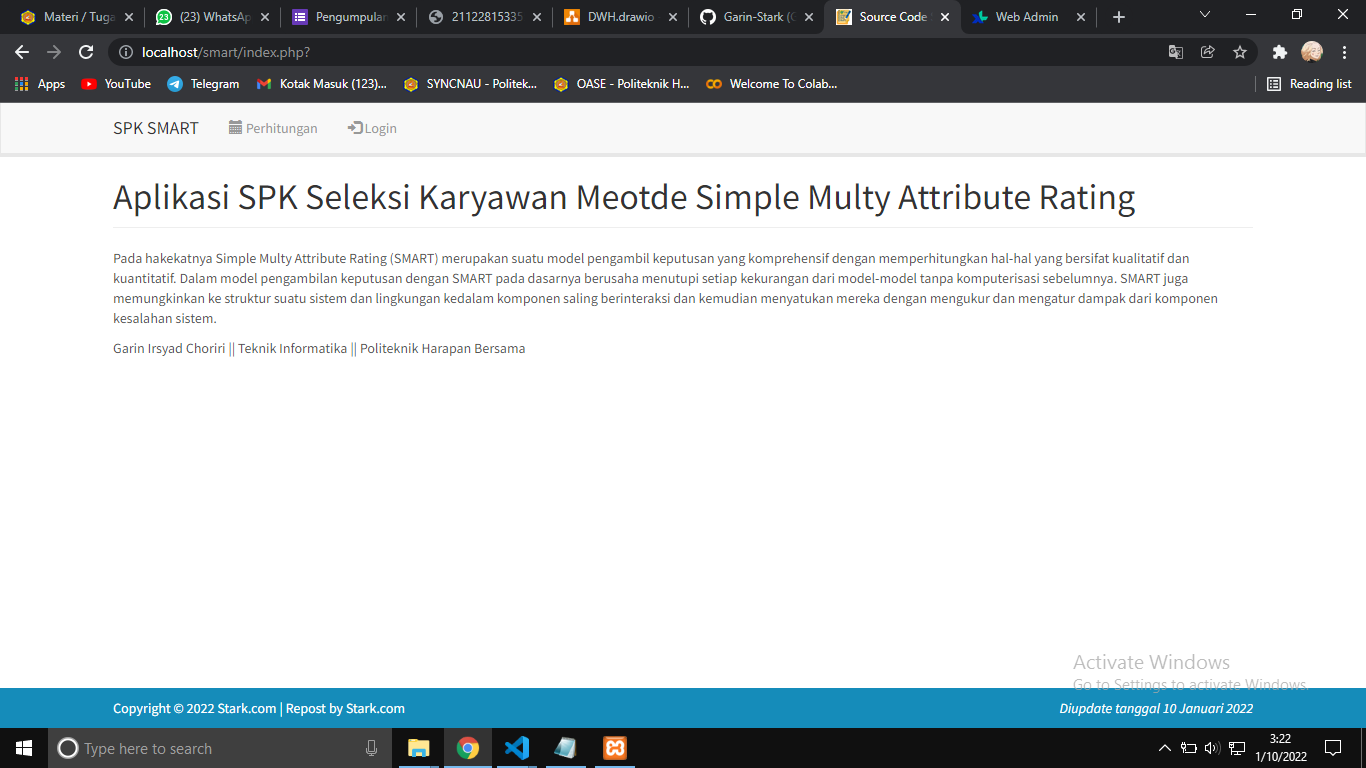 Materi / Tuga
(23) WhatsAp
Pengumpulan
21122815335
DWH.drawio
Garin-Stark (G
Source Code
Web Admin
localhost/smart/index.php?
Apps
YouTube
Telegram
Kotak Masuk (123)...
SYNCNAU - Politek...
OASE - Politeknik H...
Welcome To Colab...
Reading list
SPK SMART
Perhitungan
Login
Aplikasi SPK Seleksi Karyawan Meotde Simple Multy Attribute Rating
Pada hakekatnya Simple Multy Attribute Rating (SMART) merupakan suatu model pengambil keputusan yang komprehensif dengan memperhitungkan hal-hal yang bersifat kualitatif dan
kuantitatif. Dalam model pengambilan keputusan dengan SMART pada dasarnya berusaha menutupi setiap kekurangan dari model-model tanpa komputerisasi sebelumnya. SMART juga
memungkinkan ke struktur suatu sistem dan lingkungan kedalam komponen saling berinteraksi dan kemudian menyatukan mereka dengan mengukur dan mengatur dampak dari komponen
kesalahan sistem.
Garin Irsyad Choriri || Teknik Informatika || Politeknik Harapan Bersama
Activate Windows
Go to Settings to activate Windows.
Copyright © 2022 Stark.com | Repost by Stark.com
Diupdate tanggal 10 Januari 2022
Type here to search
3:22
1/10/2022